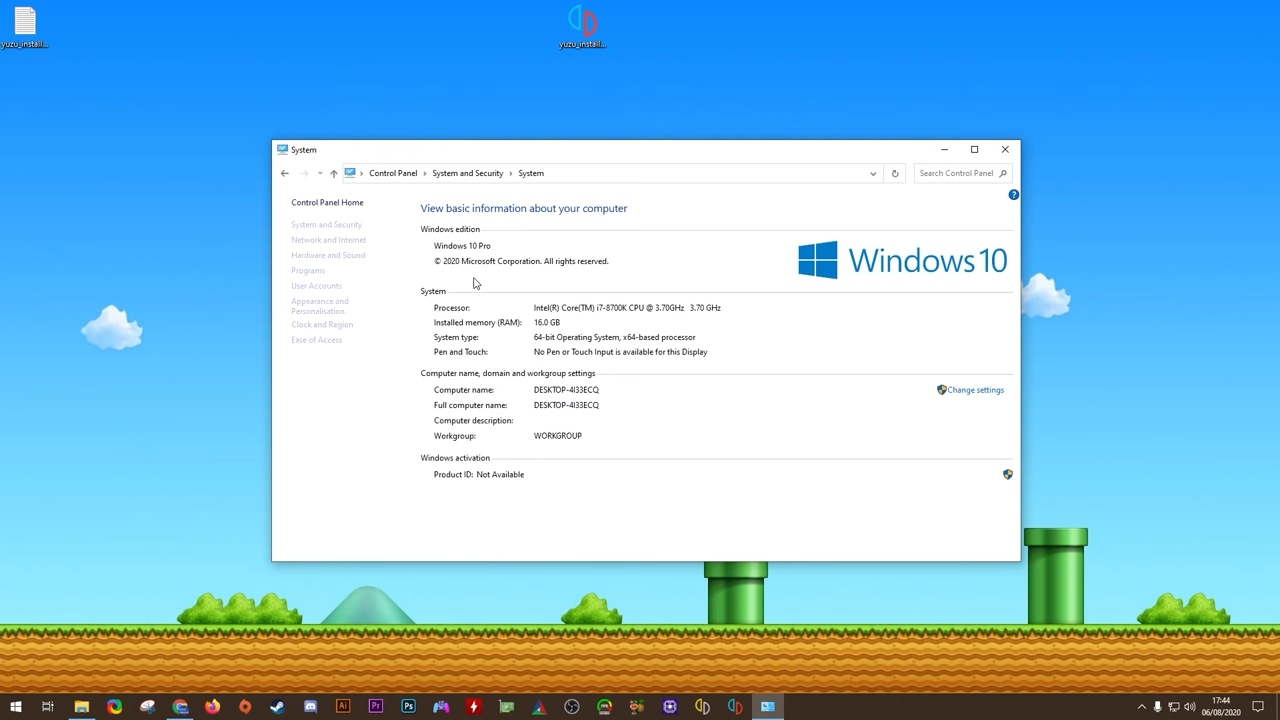 yuzu_install...
yuzu_install...
System
Control Panel > System and Security > System
Search Control Panel
Control Panel Home
System and Security
Network and Internet
Hardware and Sound
Programs
User Accounts
Appearance and
Personalisation
Clock and Region
Ease of Access
View basic information about your computer
Windows edition
Windows 10 Pro
© 2020 Microsoft Corporation. All rights reserved.
Windows 10
System
Processor: Intel(R) Core(TM) i7-8700K CPU @ 3.70GHz 3.70 GHz
Installed memory (RAM): 16.0 GB
System type: 64-bit Operating System, x64-based processor
Pen and Touch: No Pen or Touch Input is available for this Display
Computer name, domain and workgroup settings
Computer name: DESKTOP-4I33ECQ
Change settings
Full computer name: DESKTOP-4I33ECQ
Computer description:
Workgroup: WORKGROUP
Windows activation
Product ID: Not Available
Ai
Pr
Ps
17:44
06/08/2020